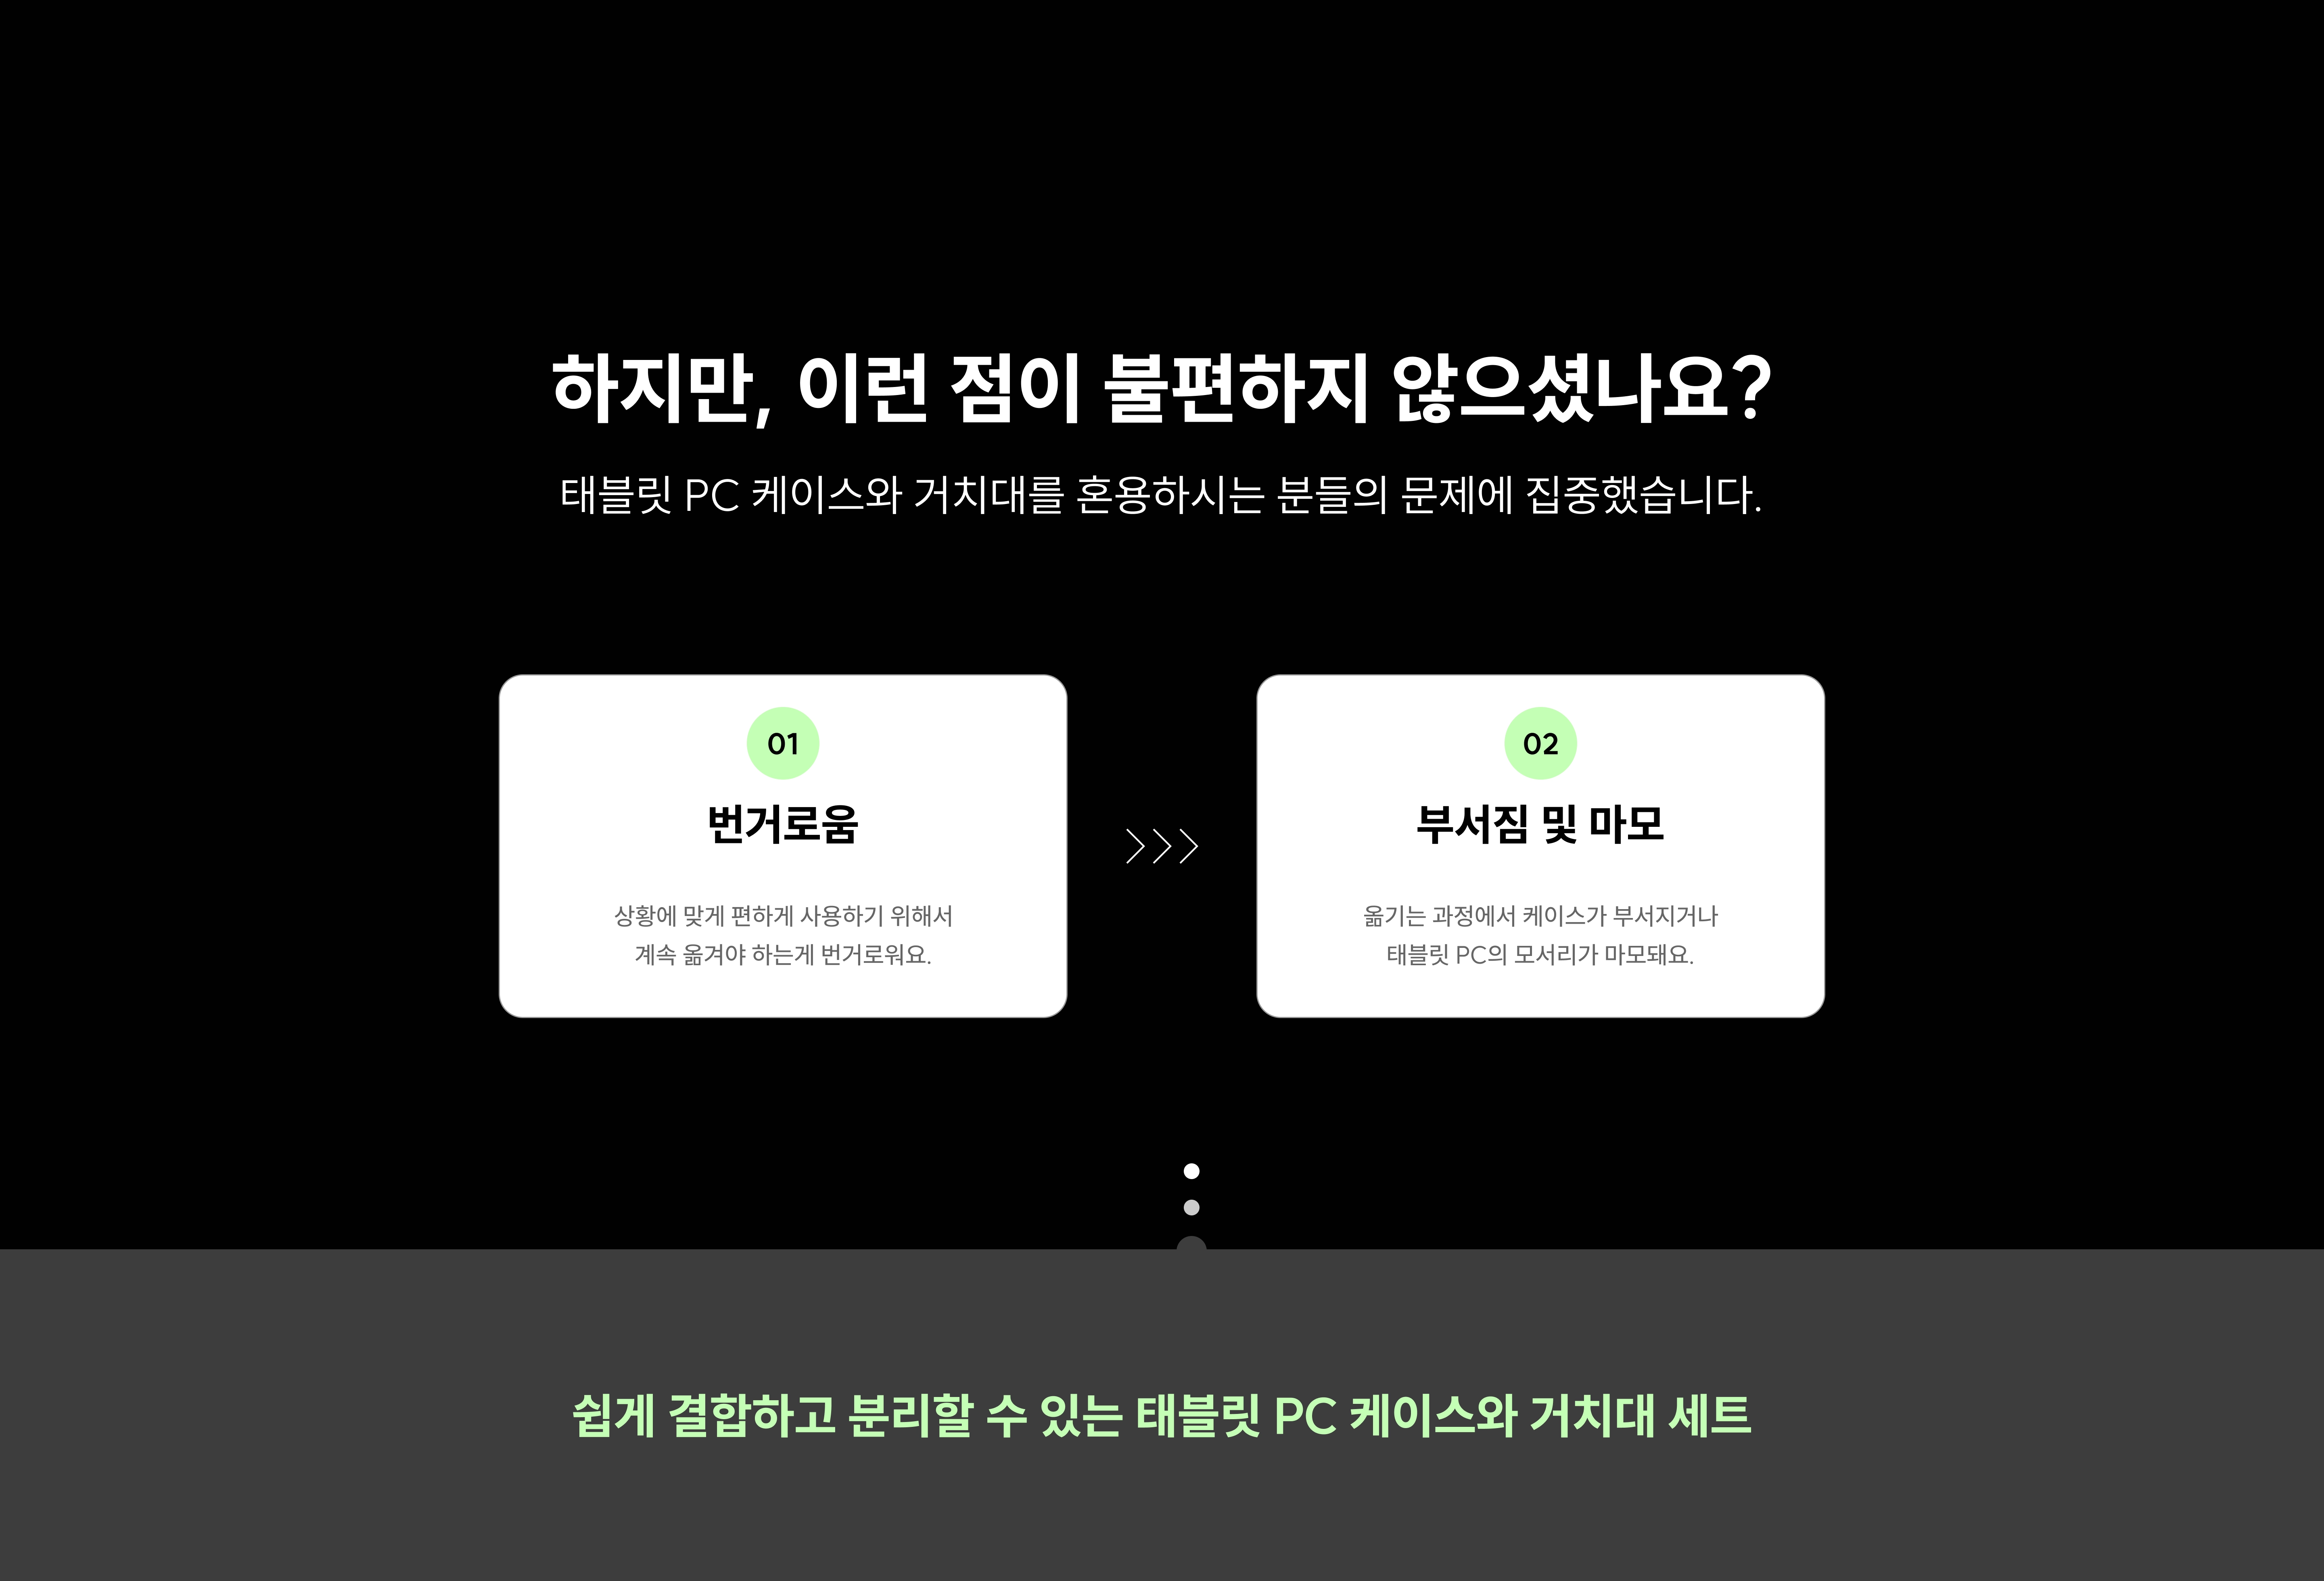 하지만, 이런 점이 불편하지 않으셨나요?
태블릿 PC 케이스와 거치대를 혼용하시는 분들의 문제에 집중했습니다.
01
번거로움
상황에 맞게 편하게 사용하기 위해서
계속 옮겨야 하는게 번거로워요.
02
부서짐 및 마모
옮기는 과정에서 케이스가 부서지거나
태블릿 PC의 모서리가 마모돼요.
쉽게 결합하고 분리할 수 있는 태블릿 PC 케이스와 거치대 세트